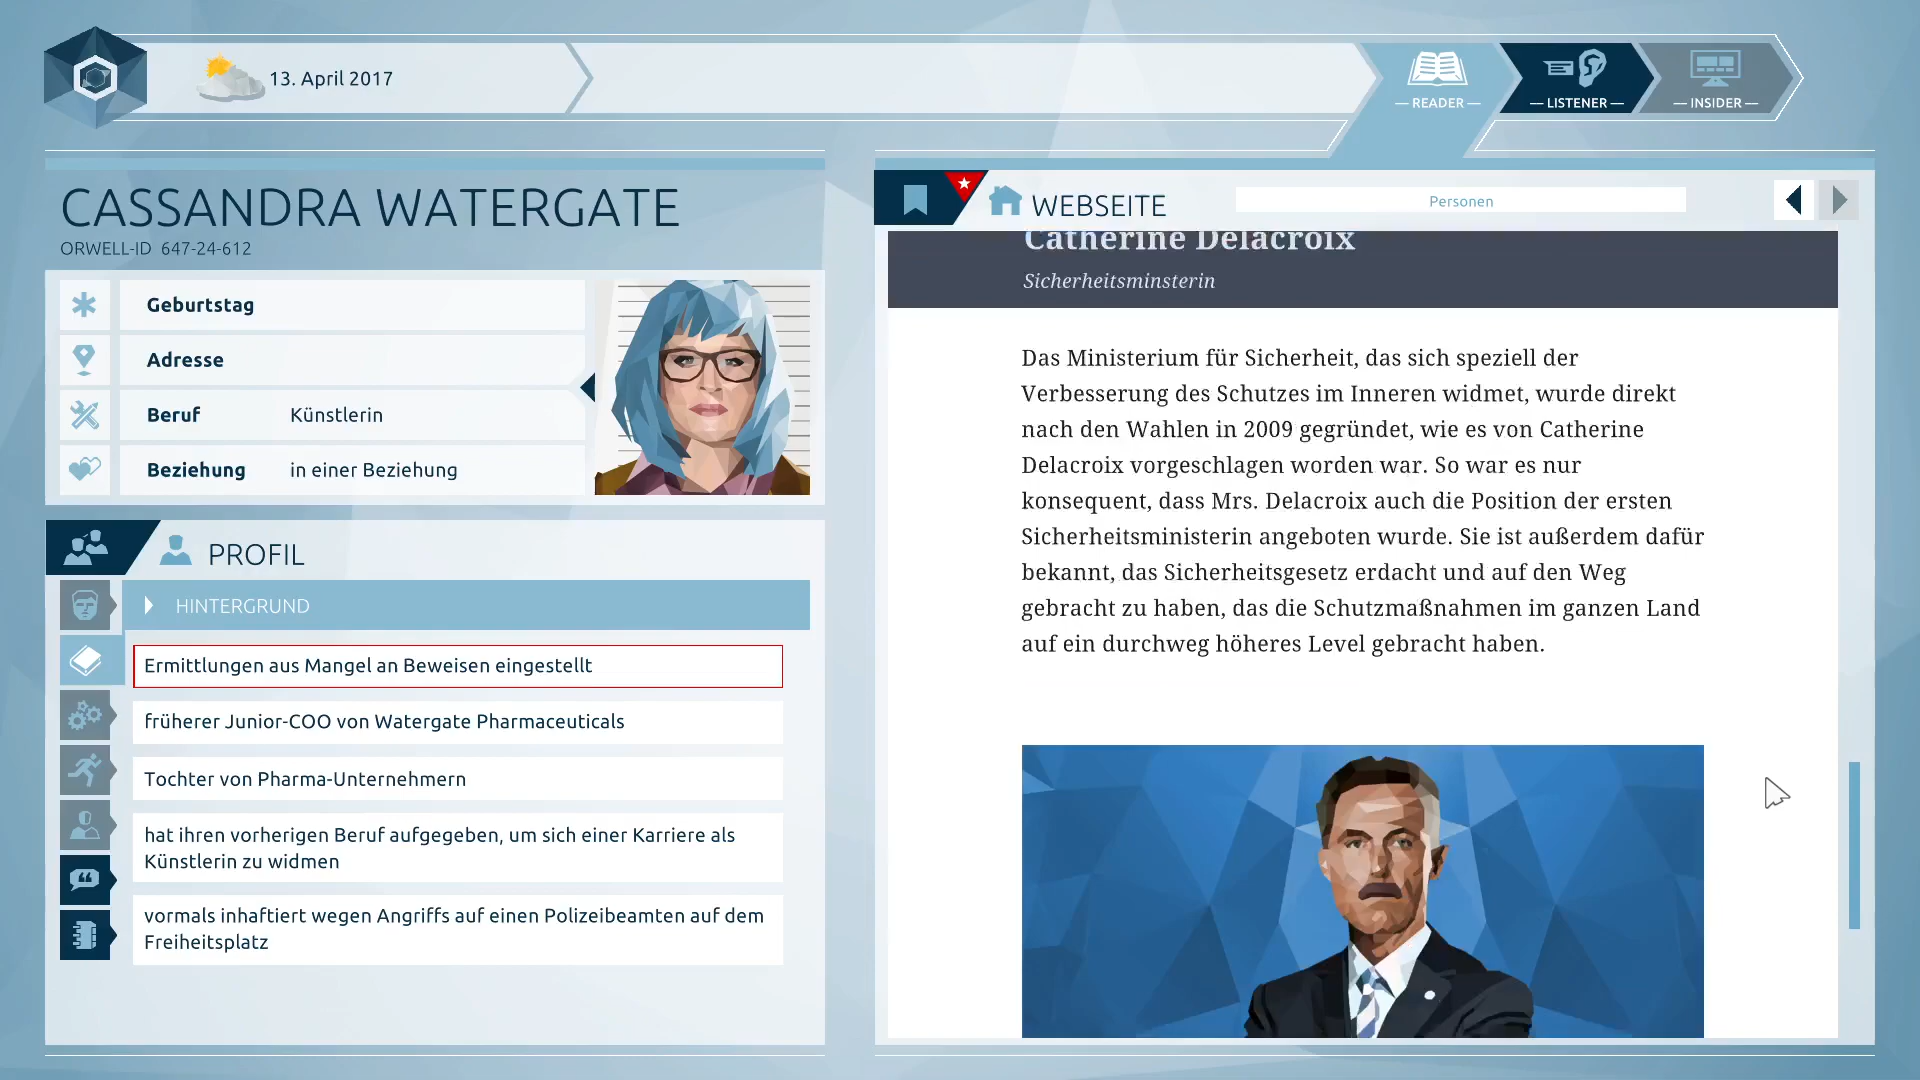 13. April 2017
— READER —
— LISTENER —
— INSIDER —
CASSANDRA WATERGATE
ORWELL-ID 647-24-612
Geburtstag
Adresse
Beruf Künstlerin
Beziehung in einer Beziehung
PROFIL
HINTERGRUND
Ermittlungen aus Mangel an Beweisen eingestellt
früherer Junior-COO von Watergate Pharmaceuticals
Tochter von Pharma-Unternehmern
hat ihren vorherigen Beruf aufgegeben, um sich einer Karriere als
Künstlerin zu widmen
vormals inhaftiert wegen Angriffs auf einen Polizeibeamten auf dem
Freiheitsplatz
WEBSEITE
Personen
Catherine Delacroix
Sicherheitsminsterin
Das Ministerium für Sicherheit, das sich speziell der
Verbesserung des Schutzes im Inneren widmet, wurde direkt
nach den Wahlen in 2009 gegründet, wie es von Catherine
Delacroix vorgeschlagen worden war. So war es nur
konsequent, dass Mrs. Delacroix auch die Position der ersten
Sicherheitsministerin angeboten wurde. Sie ist außerdem dafür
bekannt, das Sicherheitsgesetz erdacht und auf den Weg
gebracht zu haben, das die Schutzmaßnahmen im ganzen Land
auf ein durchweg höheres Level gebracht haben.